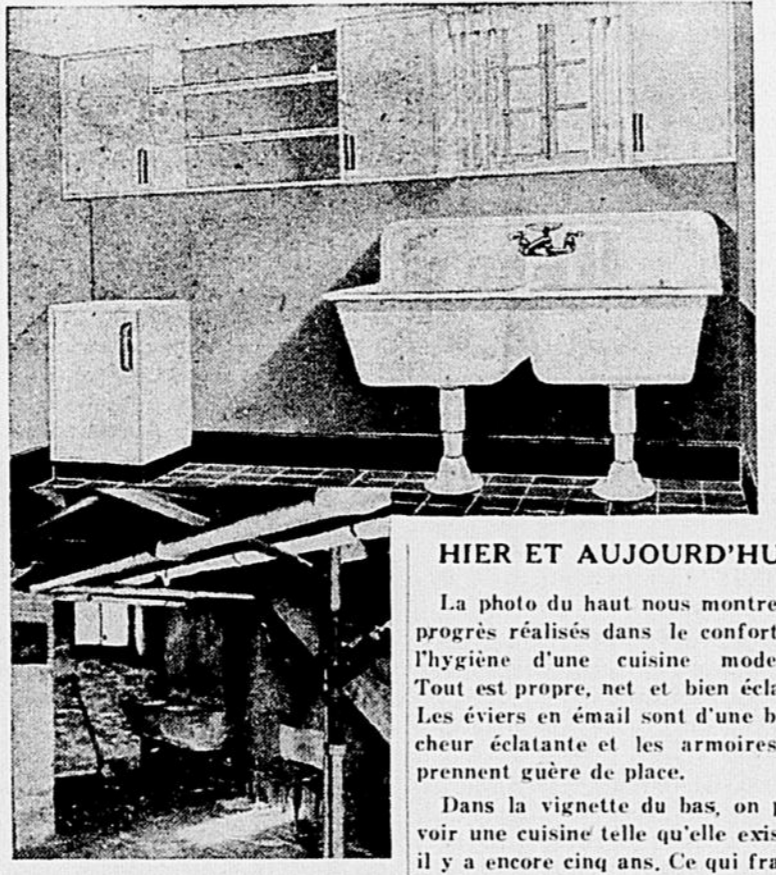 HIER ET AUJOURD'HU
La photo du haut nous montre
progrès réalisés dans le confort
l'hygiène d'une cuisine mode
Tout est propre, net et bien écla
Les éviers en émail sont d'une b
cheur éclatante et les armoires
prennent guère de place.
Dans la vignette du bas, on p
voir une cuisine telle qu'elle exis
il y a encore cinq ans. Ce qui fra